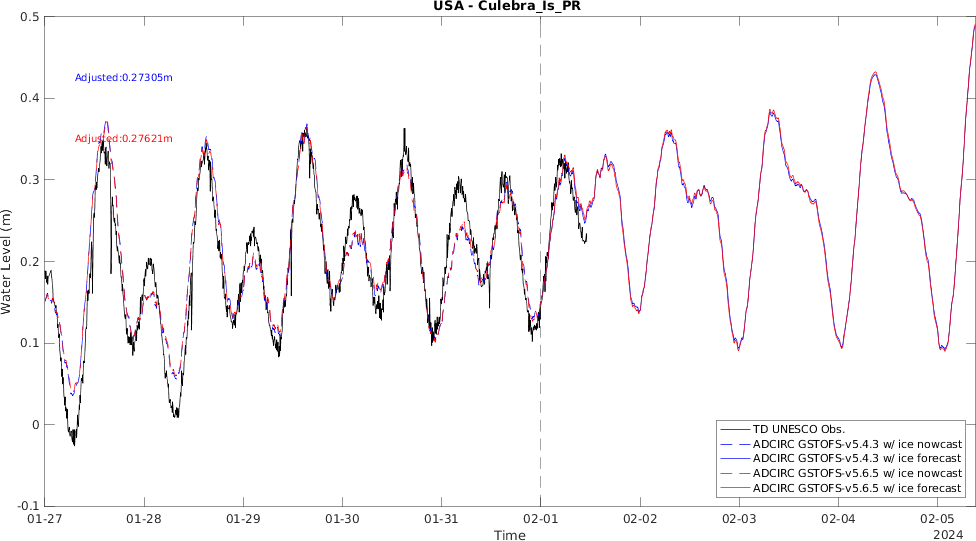 USA - Culebra_Is_PR
0.5
Adjusted:0.27305m
0.4
Adjusted:0.27621m
0.3
0.2
0.1
0
-0.1
Water Level (m)
TD UNESCO Obs.
ADCIRC GSTOFS-v5.4.3 w/ ice nowcast
ADCIRC GSTOFS-v5.4.3 w/ ice forecast
ADCIRC GSTOFS-v5.6.5 w/ ice nowcast
ADCIRC GSTOFS-v5.6.5 w/ ice forecast
01-27 01-28 01-29 01-30 01-31 02-01 02-02 02-03 02-04 02-05
Time
2024